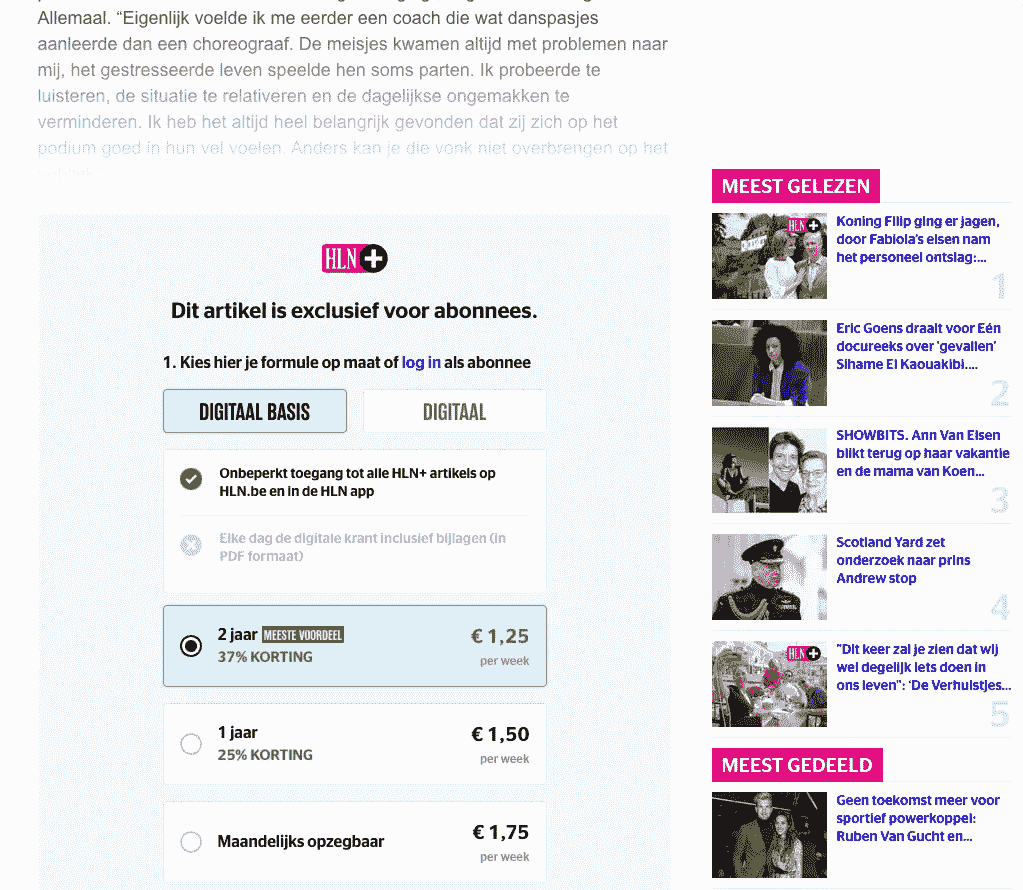 Allemaal. “Eigenlijk voelde ik me eerder een coach die wat danspasjes
aanleerde dan een choreograaf. De meisjes kwamen altijd met problemen naar
mij, het gestresseerde leven speelde hen soms parten. Ik probeerde te
luisteren, de situatie te relativeren en de dagelijkse ongemakken te
verminderen. Ik heb het altijd heel belangrijk gevonden dat zij zich op het
podium goed in hun vel voelen. Anders kan je die vonk niet overbrengen op het
HLN+
Dit artikel is exclusief voor abonnees.
1. Kies hier je formule op maat of log in als abonnee
DIGITAAL BASIS
DIGITAAL
Onbeperkt toegang tot alle HLN+ artikels op
HLN.be en in de HLN app
Elke dag de digitale krant inclusief bijlagen (in
PDF formaat)
2 jaar MEESTE VOORDEEL
€ 1,25
37% KORTING
per week
1 jaar
€ 1,50
25% KORTING
per week
Maandelijks opzegbaar
€ 1,75
per week
MEEST GELEZEN
HLN+
Koning Filip ging er jagen,
door Fabiola’s eisen nam
het personeel ontslag:...
1
Eric Goens draait voor Eén
docureeks over ‘gevallen’
Sihame El Kaouakibi....
2
SHOWBITS. Ann Van Elsen
blikt terug op haar vakantie
en de mama van Koen...
3
Scotland Yard zet
onderzoek naar prins
Andrew stop
4
HLN+
"Dit keer zal je zien dat wij
wel degelijk iets doen in
ons leven": ‘De Verhulstjes...
5
MEEST GEDEELD
Geen toekomst meer voor
sportief powerkoppel:
Ruben Van Gucht en...